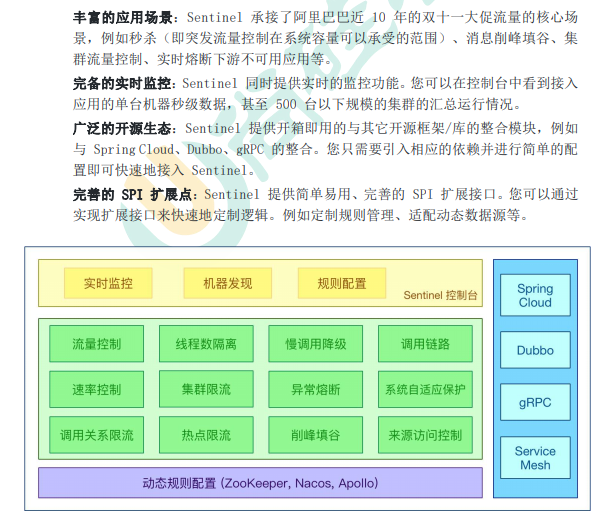 丰富的应用场景：Sentinel 承接了阿里巴巴近 10 年的双十一大促流量的核心场
景，例如秒杀（即突发流量控制在系统容量可以承受的范围）、消息削峰填谷、集
群流量控制、实时熔断下游不可用应用等。
完备的实时监控：Sentinel 同时提供实时的监控功能。您可以在控制台中看到接入
应用的单台机器秒级数据，甚至 500 台以下规模的集群的汇总运行情况。
广泛的开源生态：Sentinel 提供开箱即用的与其它开源框架/库的整合模块，例如
与 Spring Cloud、Dubbo、gRPC 的整合。您只需要引入相应的依赖并进行简单的配
置即可快速地接入 Sentinel。
完善的 SPI 扩展点：Sentinel 提供简单易用、完善的 SPI 扩展接口。您可以通过
实现扩展接口来快速地定制逻辑。例如定制规则管理、适配动态数据源等。
实时监控 机器发现 规则配置
Sentinel 控制台
流量控制 线程数隔离 慢调用降级 调用链路
速率控制 集群限流 异常熔断 系统自适应保护
调用关系限流 热点限流 削峰填谷 来源访问控制
动态规则配置 (ZooKeeper, Nacos, Apollo)
Spring
Cloud
Dubbo
gRPC
Service
Mesh